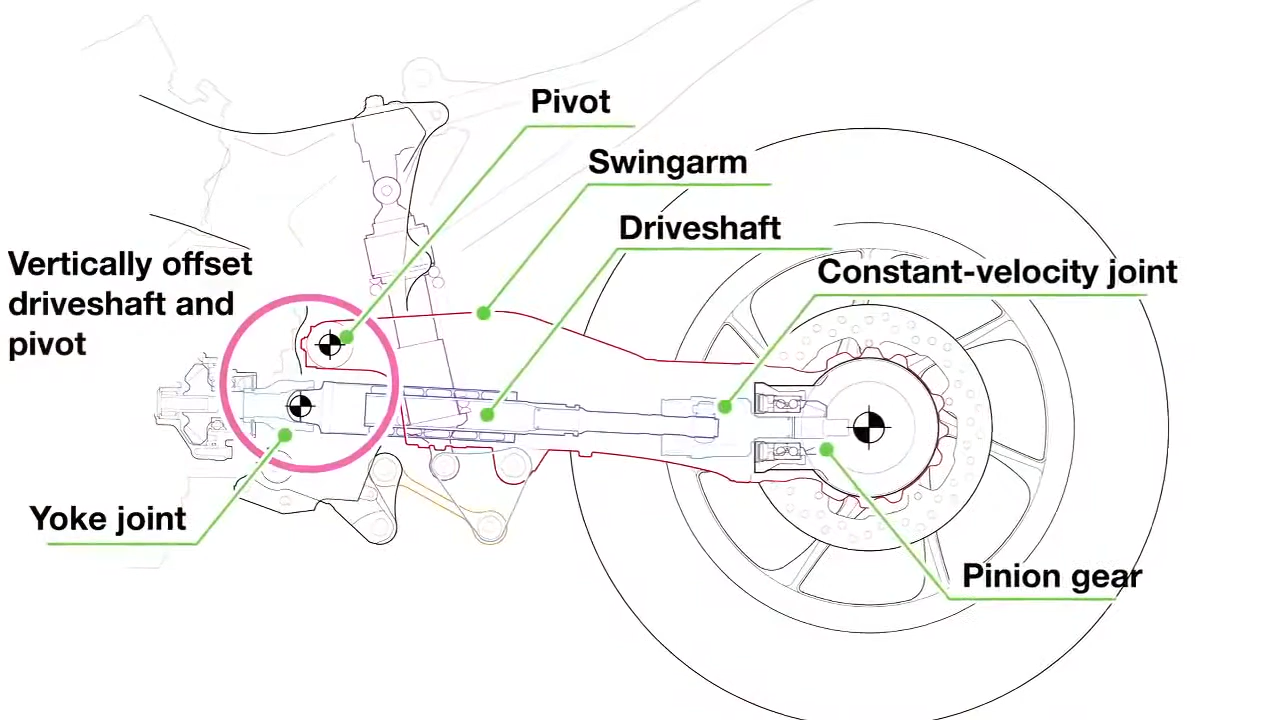 Pivot
Swingarm
Driveshaft
Vertically offset
driveshaft and
pivot
Constant-velocity joint
Yoke joint
Pinion gear